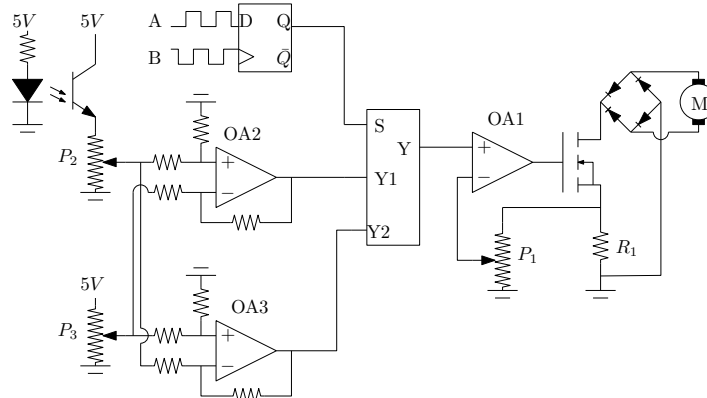 5V 5V A D Q
B Q̄
OA2
P₂ + −
S Y Y1 Y2
OA1
+ −
M
P₁ R₁
5V
P₃
OA3
+ −